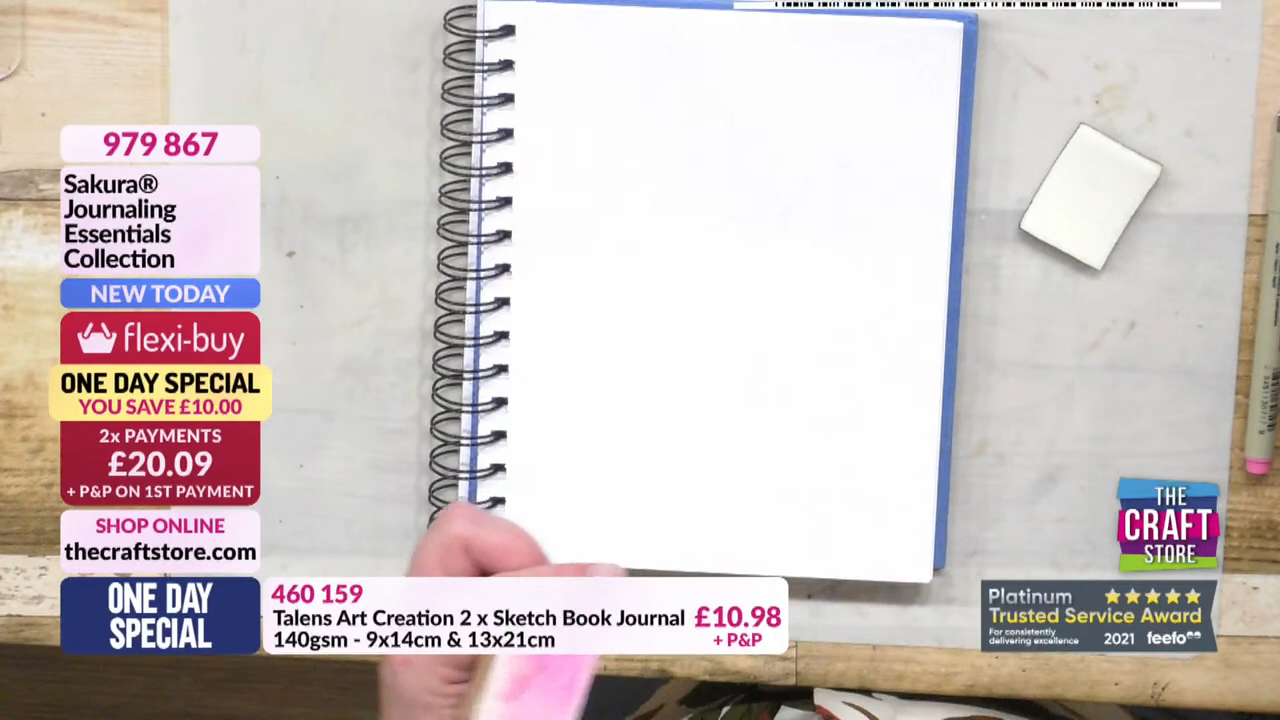 979 867
Sakura®
Journaling
Essentials
Collection
NEW TODAY
flexi-buy
ONE DAY SPECIAL
YOU SAVE £10.00
2x PAYMENTS
£20.09
+ P&P ON 1ST PAYMENT
SHOP ONLINE
thecraftstore.com
ONE DAY
SPECIAL
460 159
Talens Art Creation 2 x Sketch Book Journal
140gsm - 9x14cm & 13x21cm
£10.98
+ P&P
THE
CRAFT
STORE
Platinum
Trusted Service Award
For consistently
delivering excellence
2021 feefo